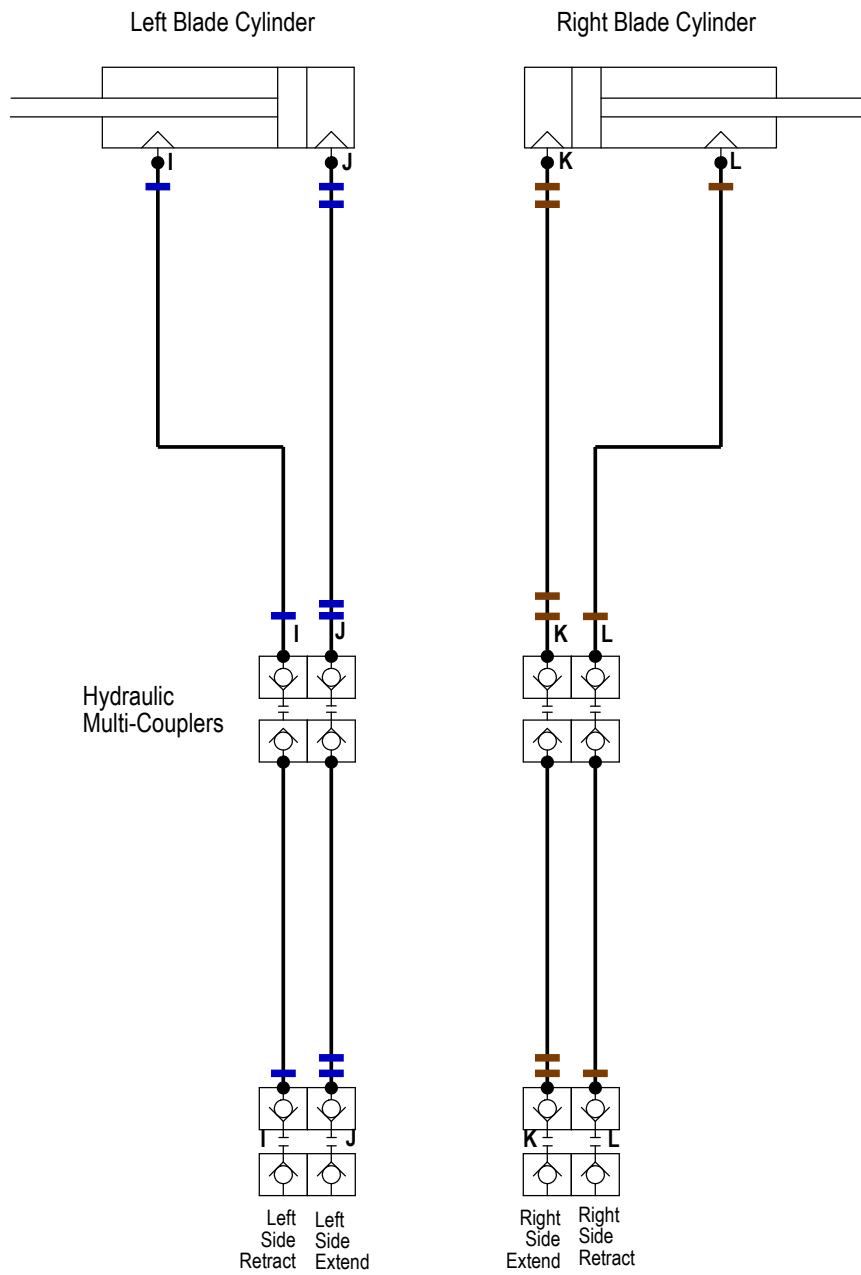 Left Blade Cylinder
Right Blade Cylinder
I
J
K
L
I
J
K
L
Hydraulic
Multi-Couplers
I
J
K
L
Left
Side
Retract
Left
Side
Extend
Right
Side
Extend
Right
Side
Retract